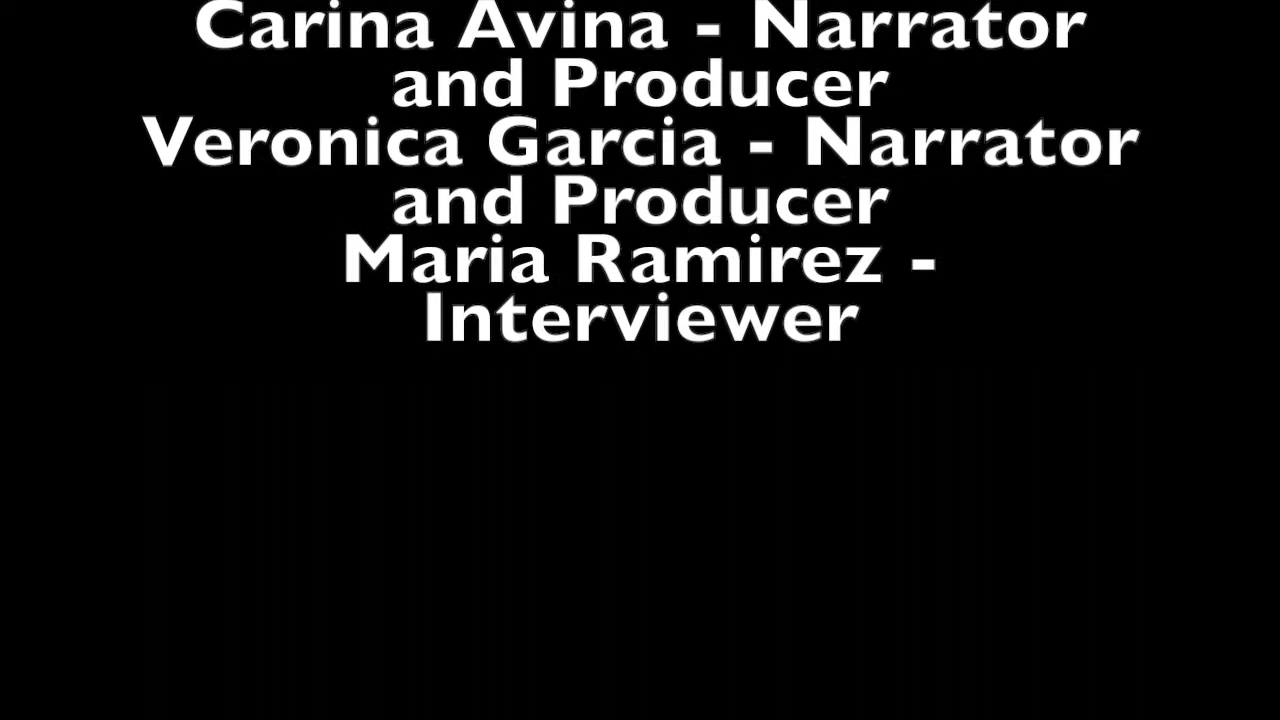 Carina Avina - Narrator
and Producer
Veronica Garcia - Narrator
and Producer
Maria Ramirez -
Interviewer